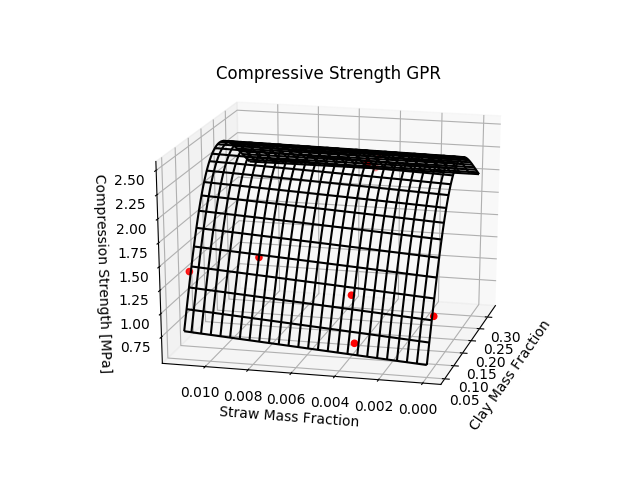 Compressive Strength GPR
2.50
2.25
2.00
1.75
1.50
1.25
1.00
0.75
Compression Strength [MPa]
0.010 0.008 0.006 0.004 0.002 0.000
Straw Mass Fraction
0.30
0.25
0.20
0.15
0.10
0.05
Clay Mass Fraction